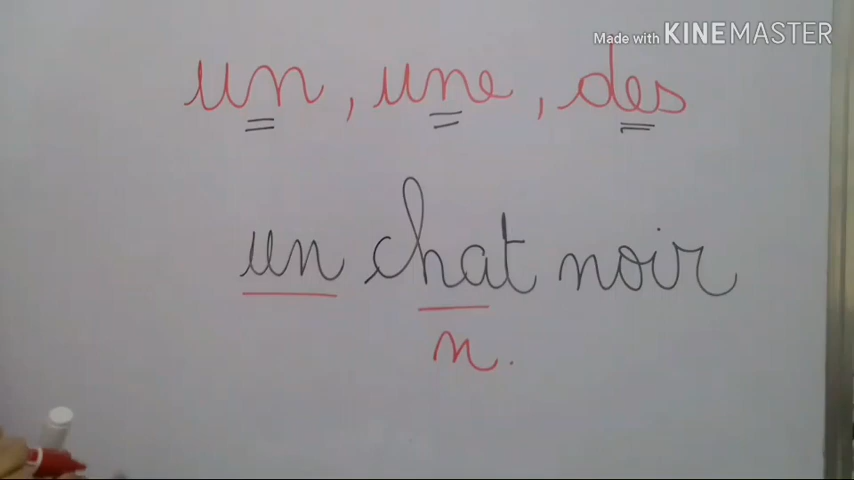 Made with KINEMASTER
un, une, des
un chat noir
n.